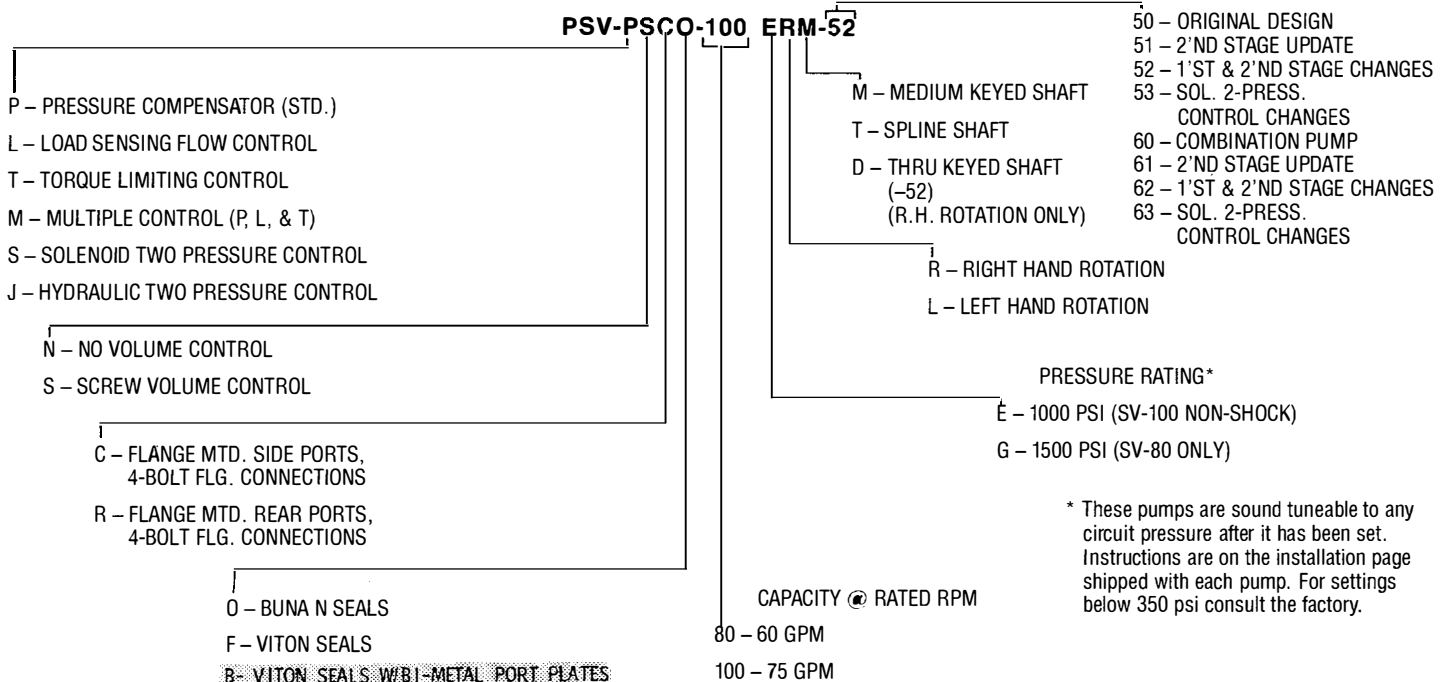 PSV-PSCO-100 ERM-52
P – PRESSURE COMPENSATOR (STD.)
L – LOAD SENSING FLOW CONTROL
T – TORQUE LIMITING CONTROL
M – MULTIPLE CONTROL (P, L, & T)
S – SOLENOID TWO PRESSURE CONTROL
J – HYDRAULIC TWO PRESSURE CONTROL
N – NO VOLUME CONTROL
S – SCREW VOLUME CONTROL
C – FLANGE MTD. SIDE PORTS,
4-BOLT FLG. CONNECTIONS
R – FLANGE MTD. REAR PORTS,
4-BOLT FLG. CONNECTIONS
O – BUNA N SEALS
F – VITON SEALS
B- VITON SEALS W/BI-METAL PORT PLATES
CAPACITY @ RATED RPM
80 – 60 GPM
100 – 75 GPM
PRESSURE RATING*
E – 1000 PSI (SV-100 NON-SHOCK)
G – 1500 PSI (SV-80 ONLY)
R – RIGHT HAND ROTATION
L – LEFT HAND ROTATION
M – MEDIUM KEYED SHAFT
T – SPLINE SHAFT
D – THRU KEYED SHAFT
(–52)
(R.H. ROTATION ONLY)
50 – ORIGINAL DESIGN
51 – 2'ND STAGE UPDATE
52 – 1'ST & 2'ND STAGE CHANGES
53 – SOL. 2-PRESS.
CONTROL CHANGES
60 – COMBINATION PUMP
61 – 2'ND STAGE UPDATE
62 – 1'ST & 2'ND STAGE CHANGES
63 – SOL. 2-PRESS.
CONTROL CHANGES
* These pumps are sound tuneable to any
circuit pressure after it has been set.
Instructions are on the installation page
shipped with each pump. For settings
below 350 psi consult the factory.